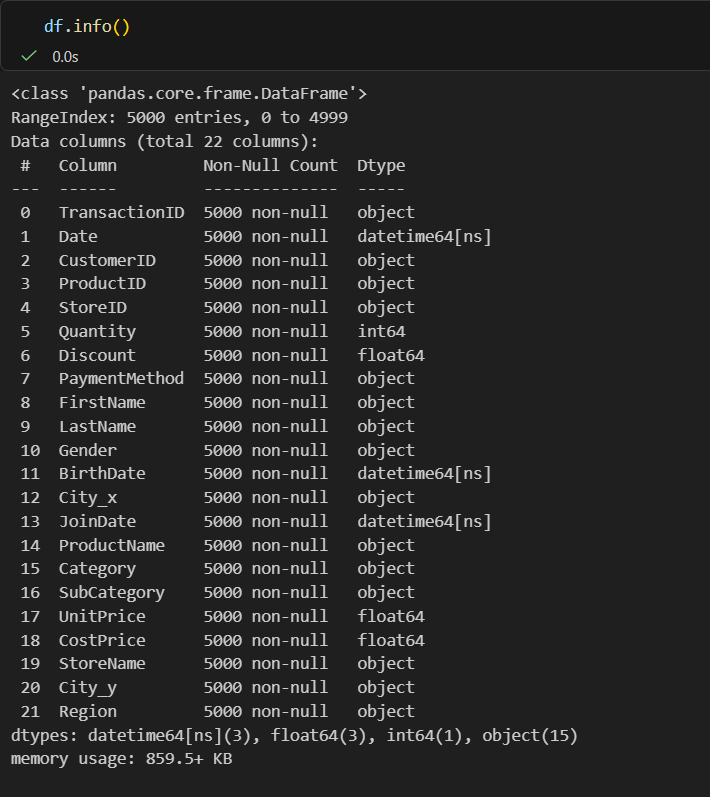 df.info()
0.0s
<class 'pandas.core.frame.DataFrame'>
RangeIndex: 5000 entries, 0 to 4999
Data columns (total 22 columns):
 #   Column         Non-Null Count  Dtype
---  ------         --------------  -----
 0   TransactionID  5000 non-null   object
 1   Date           5000 non-null   datetime64[ns]
 2   CustomerID     5000 non-null   object
 3   ProductID      5000 non-null   object
 4   StoreID        5000 non-null   object
 5   Quantity       5000 non-null   int64
 6   Discount       5000 non-null   float64
 7   PaymentMethod  5000 non-null   object
 8   FirstName      5000 non-null   object
 9   LastName       5000 non-null   object
 10  Gender         5000 non-null   object
 11  BirthDate      5000 non-null   datetime64[ns]
 12  City_x         5000 non-null   object
 13  JoinDate       5000 non-null   datetime64[ns]
 14  ProductName    5000 non-null   object
 15  Category       5000 non-null   object
 16  SubCategory    5000 non-null   object
 17  UnitPrice      5000 non-null   float64
 18  CostPrice      5000 non-null   float64
 19  StoreName      5000 non-null   object
 20  City_y         5000 non-null   object
 21  Region         5000 non-null   object
dtypes: datetime64[ns](3), float64(3), int64(1), object(15)
memory usage: 859.5+ KB